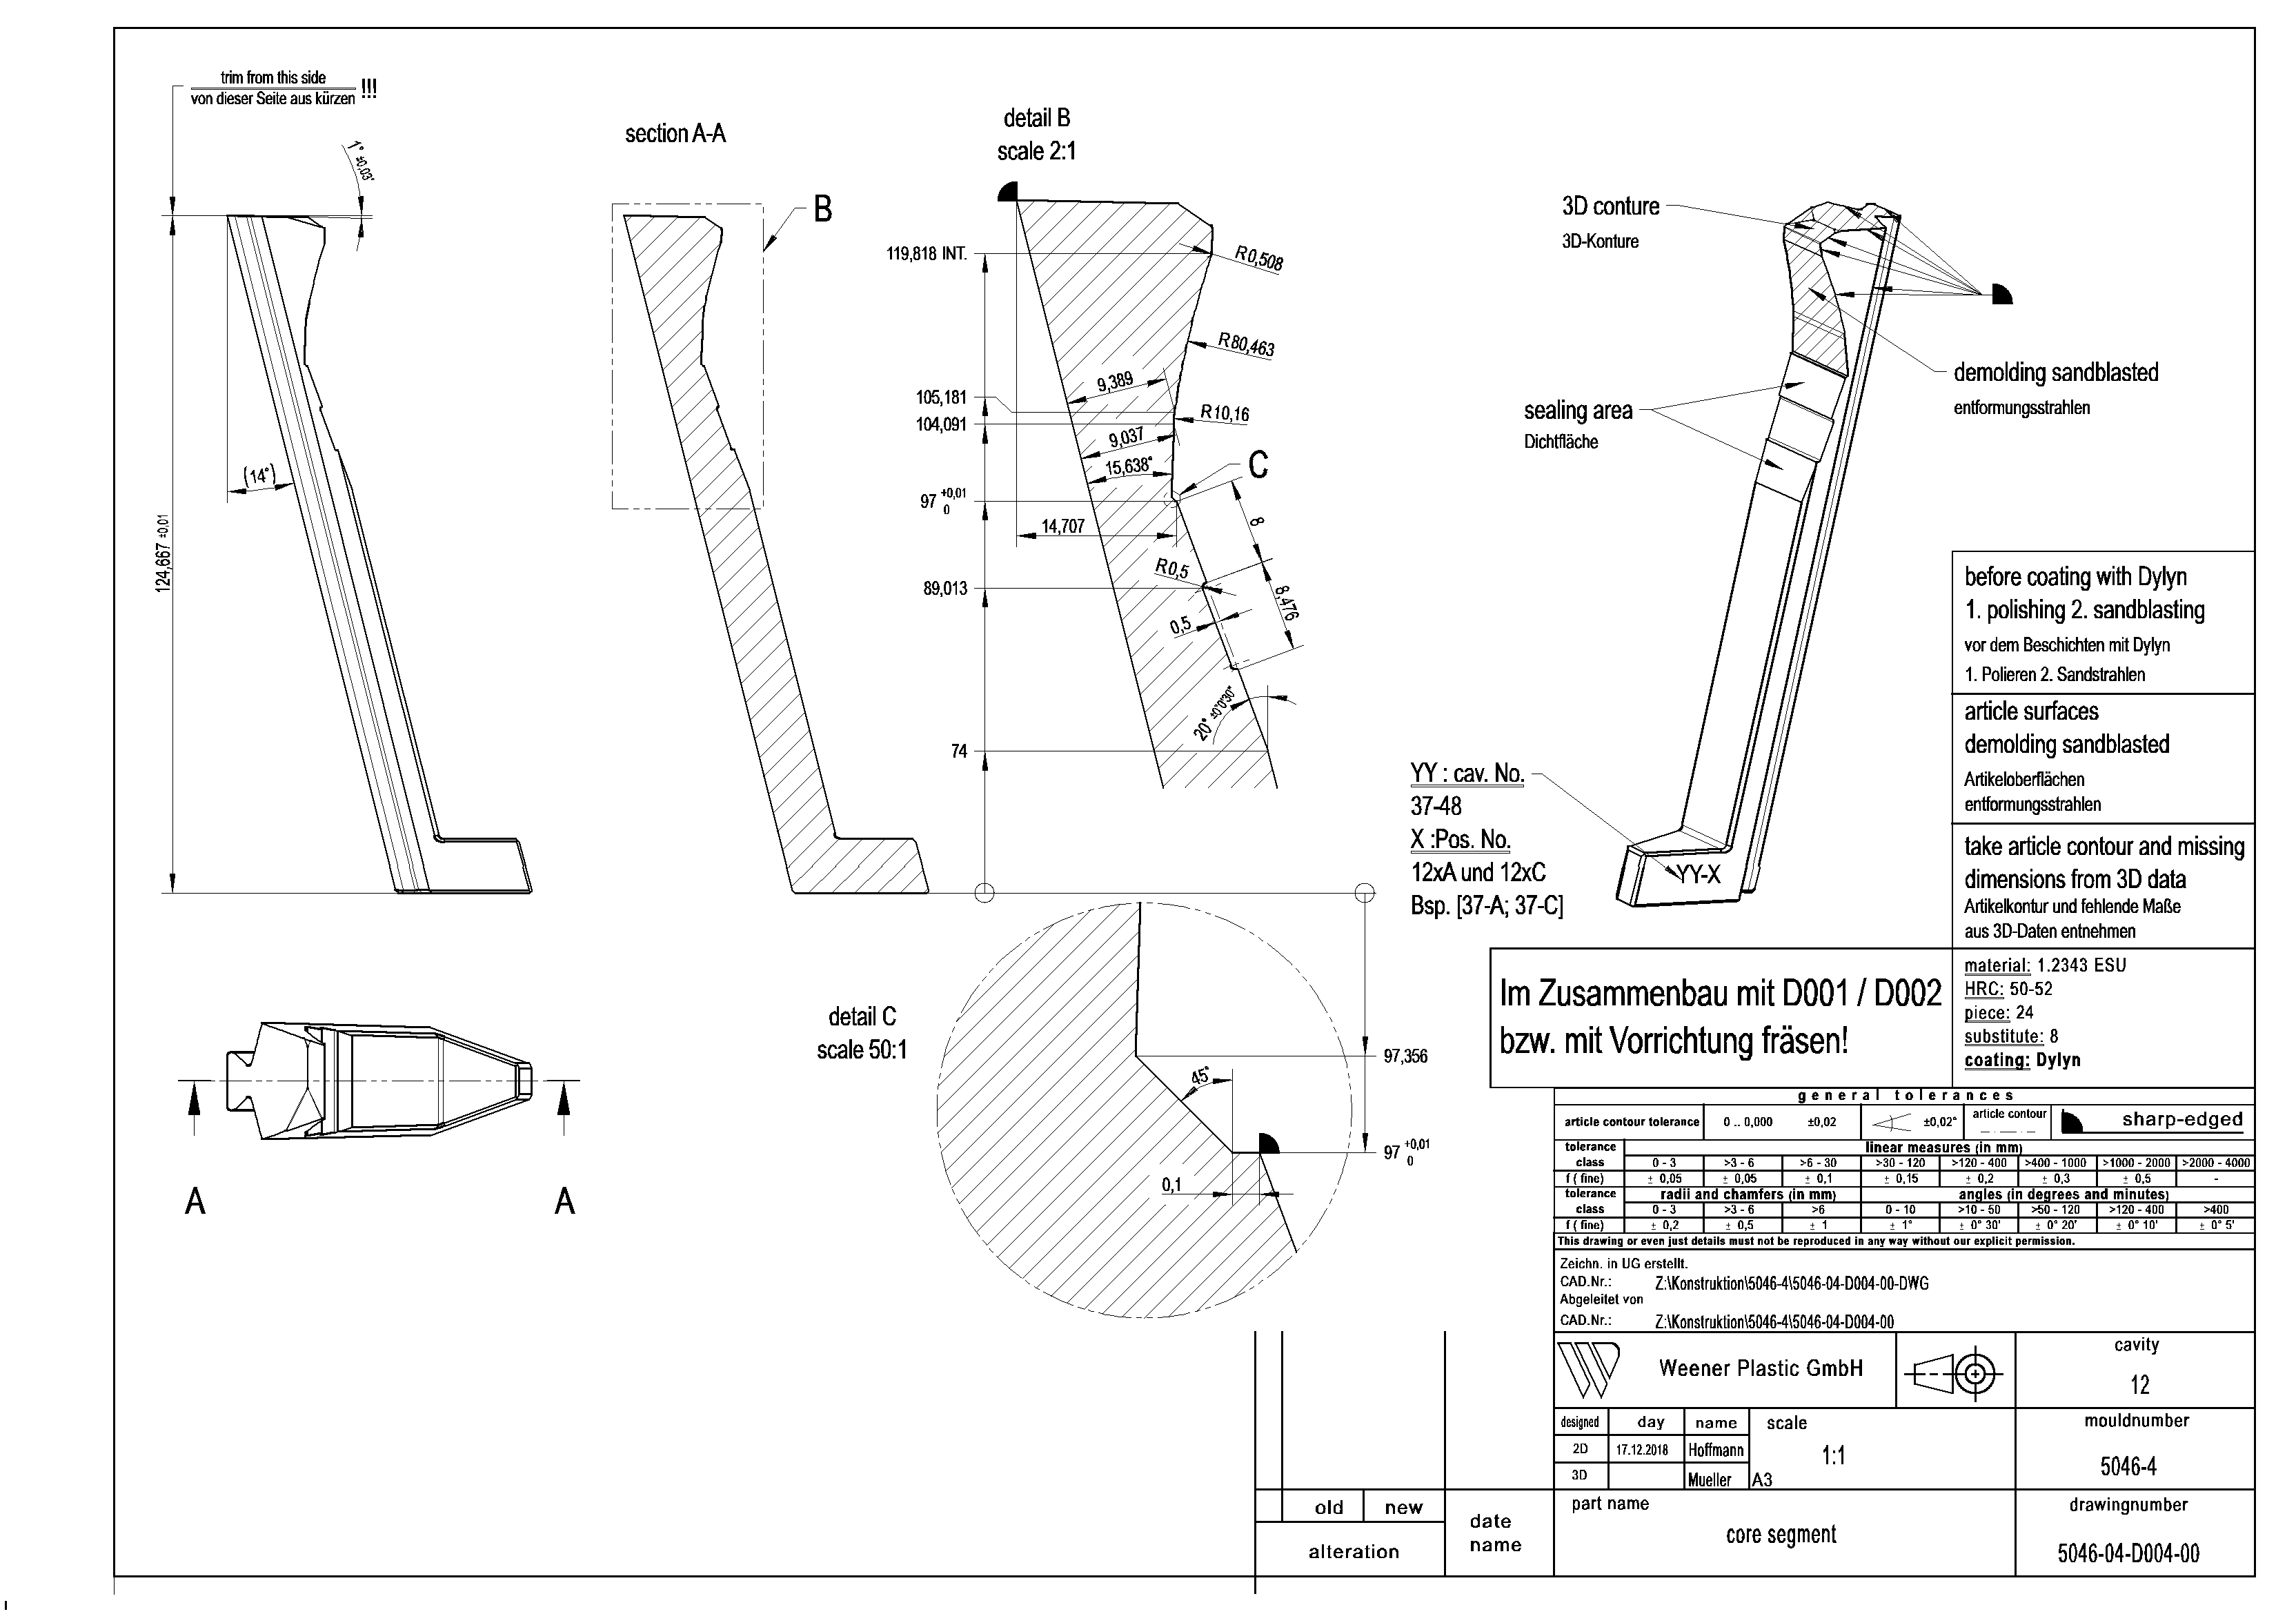 trim from this side
von dieser Seite aus kürzen !!!
1° ±0,03°
(14°)
124,667 ±0,01
section A-A
B
detail B
scale 2:1
119,818 INT.
R0,508
R80,463
9,389
105,181
R10,16
104,091
9,037
15,638°
C
97 +0,01
0
14,707
8
R0,5
89,013
8,476
0,5
20° ±0°0'30"
74
3D conture
3D-Konture
demolding sandblasted
entformungsstrahlen
sealing area
Dichtfläche
YY : cav. No.
37-48
X :Pos. No.
12xA und 12xC
Bsp. [37-A; 37-C]
YY-X
detail C
scale 50:1
97,356
45°
97 +0,01
0
0,1
A
A
before coating with Dylyn
1. polishing 2. sandblasting
vor dem Beschichten mit Dylyn
1. Polieren 2. Sandstrahlen
article surfaces
demolding sandblasted
Artikeloberflächen
entformungsstrahlen
take article contour and missing
dimensions from 3D data
Artikelkontur und fehlende Maße
aus 3D-Daten entnehmen
Im Zusammenbau mit D001 / D002
bzw. mit Vorrichtung fräsen!
material: 1.2343 ESU
HRC: 50-52
piece: 24
substitute: 8
coating: Dylyn
general tolerances
article contour tolerance 0 .. 0,000 ±0,02 ±0,02° article contour sharp-edged
tolerance linear measures (in mm)
class 0 - 3 >3 - 6 >6 - 30 >30 - 120 >120 - 400 >400 - 1000 >1000 - 2000 >2000 - 4000
f ( fine) ± 0,05 ± 0,05 ± 0,1 ± 0,15 ± 0,2 ± 0,3 ± 0,5 -
tolerance radii and chamfers (in mm) angles (in degrees and minutes)
class 0 - 3 >3 - 6 >6 0 - 10 >10 - 50 >50 - 120 >120 - 400 >400
f ( fine) ± 0,2 ± 0,5 ± 1 ± 1° ± 0° 30' ± 0° 20' ± 0° 10' ± 0° 5'
This drawing or even just details must not be reproduced in any way without our explicit permission.
Zeichn. in UG erstellt.
CAD.Nr.: Z:\Konstruktion\5046-4\5046-04-D004-00-DWG
Abgeleitet von
CAD.Nr.: Z:\Konstruktion\5046-4\5046-04-D004-00
Weener Plastic GmbH
cavity
12
designed day name scale
2D 17.12.2018 Hoffmann
1:1
3D Mueller A3
mouldnumber
5046-4
part name
core segment
drawingnumber
5046-04-D004-00
old new
alteration
date
name